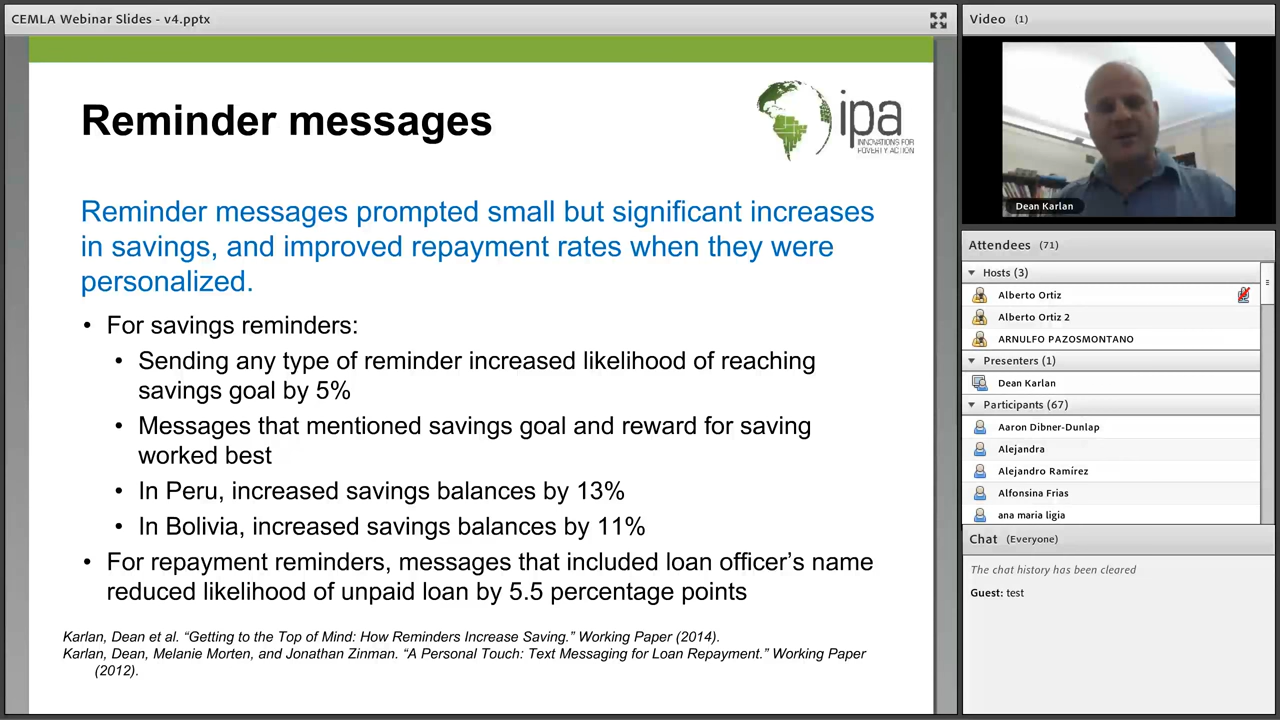 CEMLA Webinar Slides - v4.pptx
Reminder messages
ipa
INNOVATIONS FOR
POVERTY ACTION
Reminder messages prompted small but significant increases
in savings, and improved repayment rates when they were
personalized.
• For savings reminders:
• Sending any type of reminder increased likelihood of reaching
savings goal by 5%
• Messages that mentioned savings goal and reward for saving
worked best
• In Peru, increased savings balances by 13%
• In Bolivia, increased savings balances by 11%
• For repayment reminders, messages that included loan officer’s name
reduced likelihood of unpaid loan by 5.5 percentage points
Karlan, Dean et al. “Getting to the Top of Mind: How Reminders Increase Saving.” Working Paper (2014).
Karlan, Dean, Melanie Morten, and Jonathan Zinman. “A Personal Touch: Text Messaging for Loan Repayment.” Working Paper
(2012).
Video (1)
Dean Karlan
Attendees (71)
Hosts (3)
Alberto Ortiz
Alberto Ortiz 2
ARNULFO PAZOSMONTANO
Presenters (1)
Dean Karlan
Participants (67)
Aaron Dibner-Dunlap
Alejandra
Alejandro Ramírez
Alfonsina Frias
ana maria ligia
Chat (Everyone)
The chat history has been cleared
Guest: test